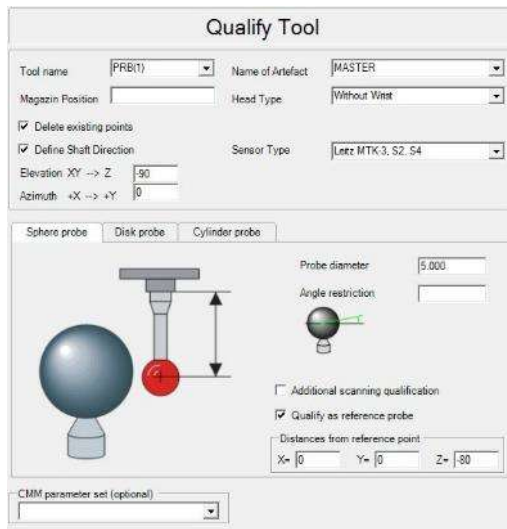 Qualify Tool
Tool name PRB(1) Name of Artefact MASTER
Magazin Position Head Type Without Wrist
Delete existing points
Define Shaft Direction Sensor Type Leitz MTK-3, S2, S4
Elevation XY --> Z -90
Azimuth +X --> +Y 0
Sphere probe Disk probe Cylinder probe
Probe diameter 5.000
Angle restriction
Additional scanning qualification
Qualify as reference probe
Distances from reference point
X= 0 Y= 0 Z= -80
CMM parameter set (optional)